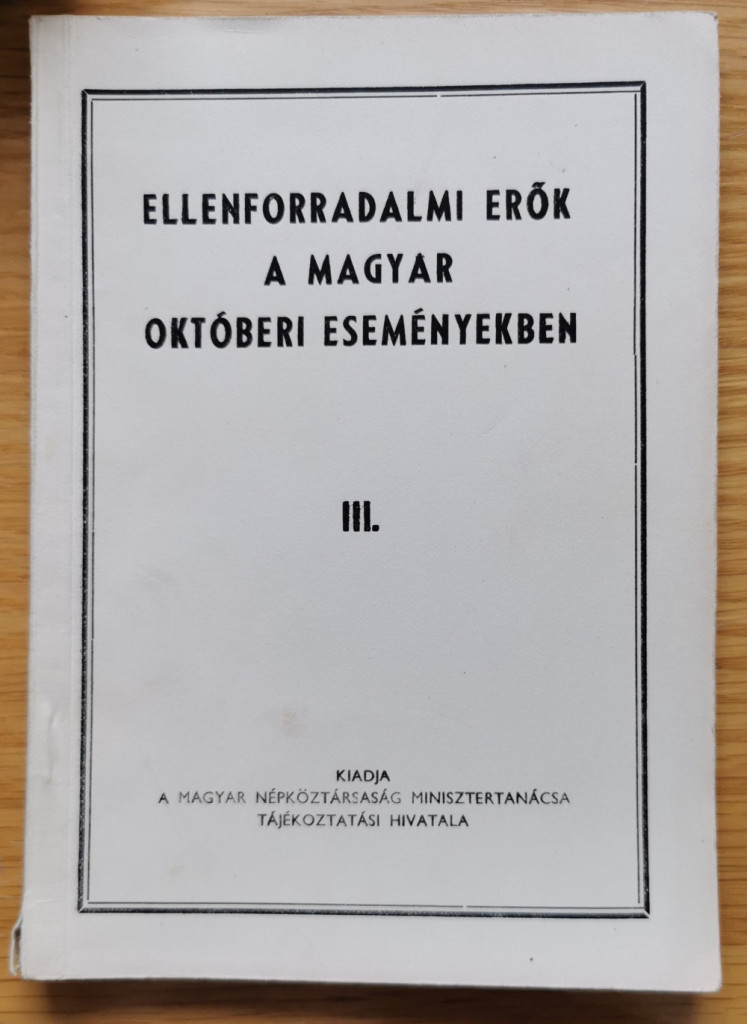 ELLENFORRADALMI ERŐK
A MAGYAR
OKTÓBERI ESEMÉNYEKBEN
III.
KIADJA
A MAGYAR NÉPKÖZTÁRSASÁG MINISZTERTANÁCSA
TÁJÉKOZTATÁSI HIVATALA